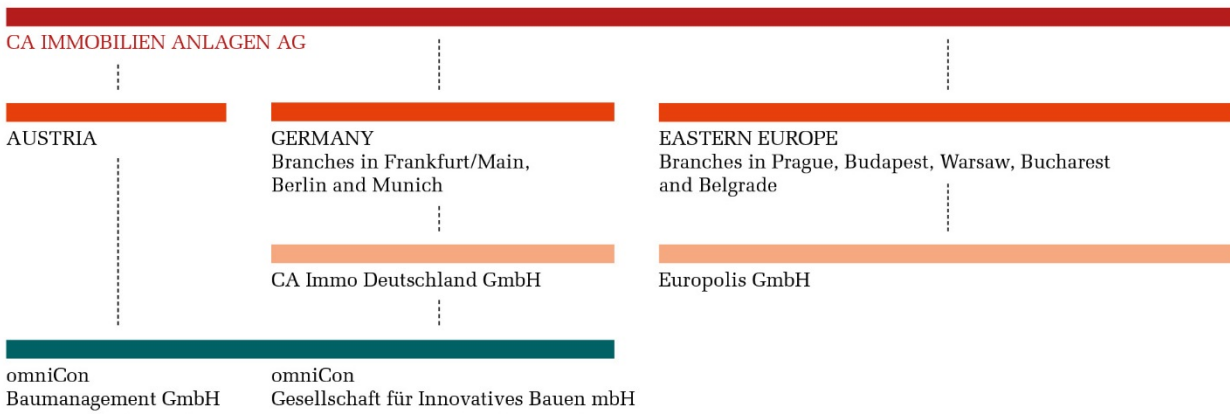 CA IMMOBILIEN ANLAGEN AG
AUSTRIA
GERMANY
Branches in Frankfurt/Main,
Berlin and Munich
EASTERN EUROPE
Branches in Prague, Budapest, Warsaw, Bucharest
and Belgrade
CA Immo Deutschland GmbH
Europolis GmbH
omniCon
Baumanagement GmbH
omniCon
Gesellschaft für Innovatives Bauen mbH